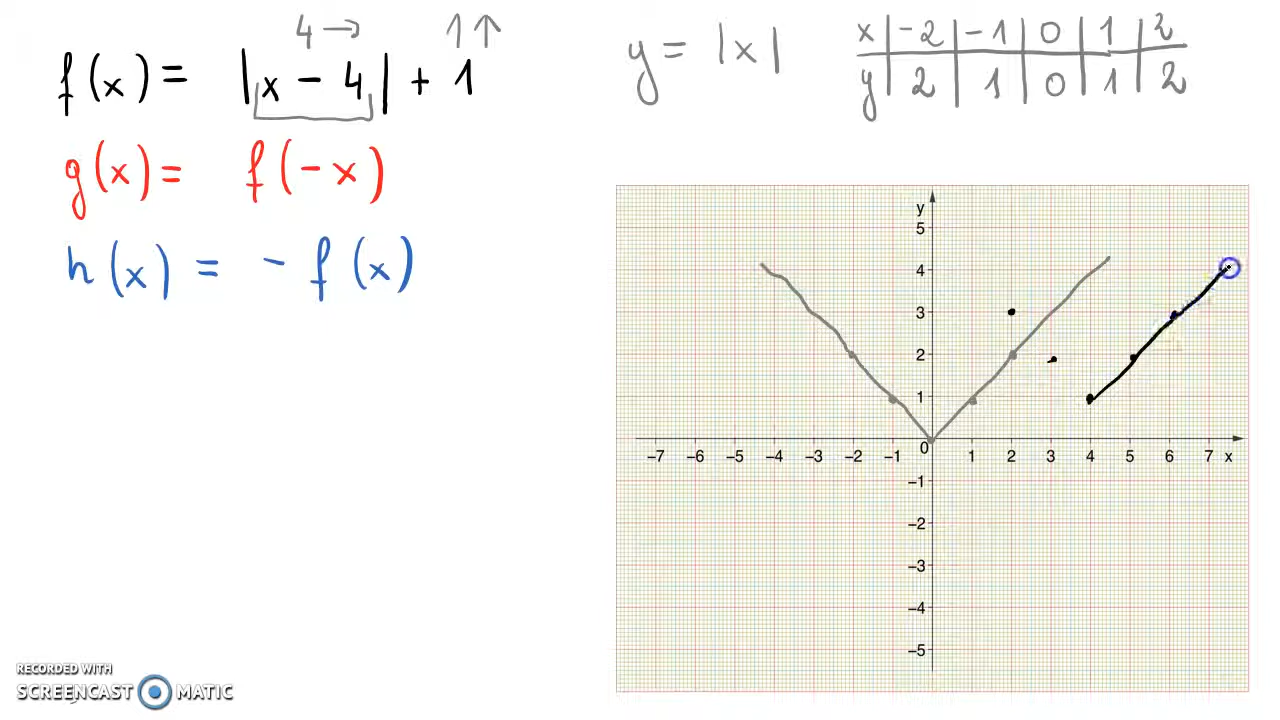 4 → 1 ↑
f(x) = |x - 4| + 1
g(x) = f(-x)
h(x) = - f(x)
y = |x|
x -2 -1 0 1 2
y 2 1 0 1 2
y
5
4
3
2
1
0
-7 -6 -5 -4 -3 -2 -1 1 2 3 4 5 6 7 x
-1
-2
-3
-4
-5
RECORDED WITH
SCREENCAST MATIC